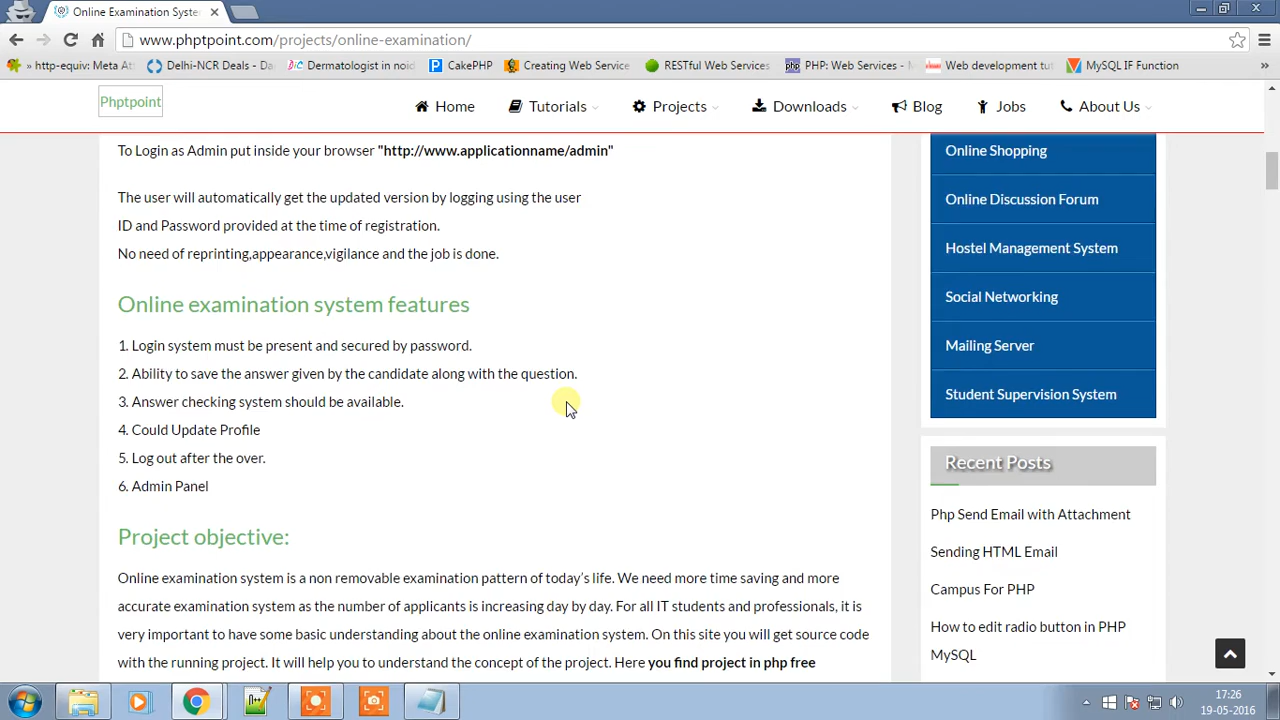 Online Examination Syste
www.phptpoint.com/projects/online-examination/
» http-equiv: Meta At
Delhi-NCR Deals - Da
Dermatologist in noid
CakePHP
Creating Web Service
RESTful Web Services
PHP: Web Services - M
Web development tut
MySQL IF Function
»
Phptpoint
Home
Tutorials
Projects
Downloads
Blog
Jobs
About Us
To Login as Admin put inside your browser "http://www.applicationname/admin"
The user will automatically get the updated version by logging using the user
ID and Password provided at the time of registration.
No need of reprinting,appearance,vigilance and the job is done.
Online examination system features
1. Login system must be present and secured by password.
2. Ability to save the answer given by the candidate along with the question.
3. Answer checking system should be available.
4. Could Update Profile
5. Log out after the over.
6. Admin Panel
Project objective:
Online examination system is a non removable examination pattern of today's life. We need more time saving and more
accurate examination system as the number of applicants is increasing day by day. For all IT students and professionals, it is
very important to have some basic understanding about the online examination system. On this site you will get source code
with the running project. It will help you to understand the concept of the project. Here you find project in php free
Online Shopping
Online Discussion Forum
Hostel Management System
Social Networking
Mailing Server
Student Supervision System
Recent Posts
Php Send Email with Attachment
Sending HTML Email
Campus For PHP
How to edit radio button in PHP
MySQL
17:26
19-05-2016